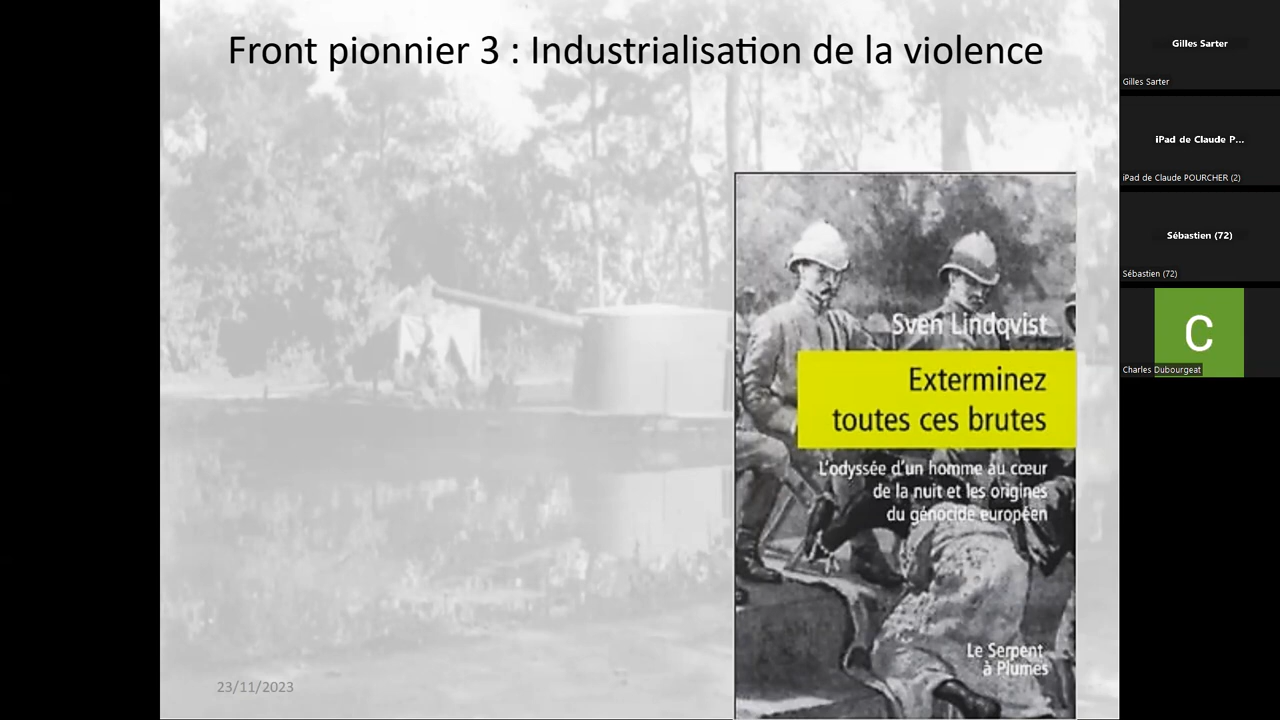 Front pionnier 3 : Industrialisation de la violence
Sven Lindqvist
Exterminez
toutes ces brutes
L'odyssée d'un homme au cœur
de la nuit et les origines
du génocide européen
Le Serpent
à Plumes
23/11/2023
Gilles Sarter
Gilles Sarter
iPad de Claude P...
iPad de Claude POURCHER (2)
Sébastien (72)
Sébastien (72)
C
Charles Dubourgeat